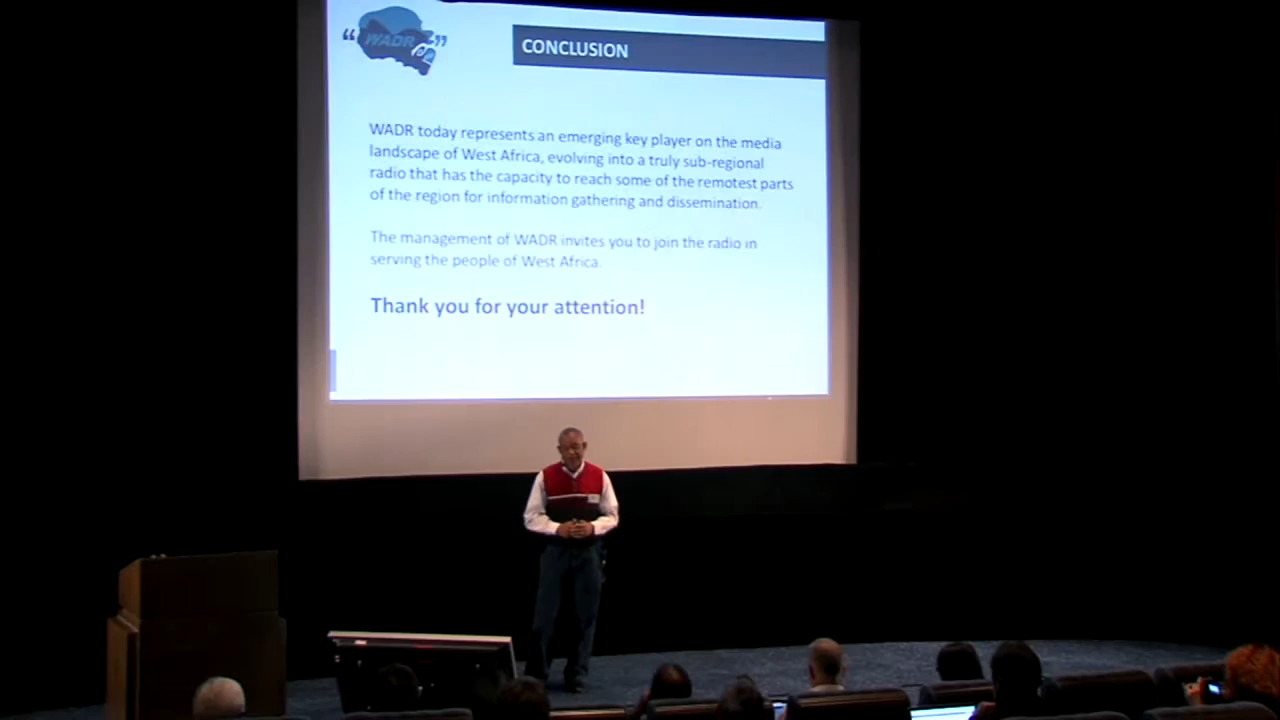 “WADR”
CONCLUSION
WADR today represents an emerging key player on the media
landscape of West Africa, evolving into a truly sub-regional
radio that has the capacity to reach some of the remotest parts
of the region for information gathering and dissemination.
The management of WADR invites you to join the radio in
serving the people of West Africa.
Thank you for your attention!